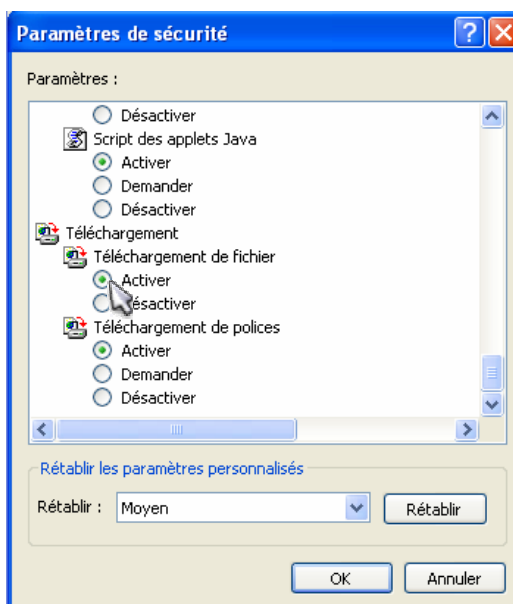 Paramètres de sécurité
Paramètres :
Désactiver
Script des applets Java
Activer
Demander
Désactiver
Téléchargement
Téléchargement de fichier
Activer
Désactiver
Téléchargement de polices
Activer
Demander
Désactiver
Rétablir les paramètres personnalisés
Rétablir : Moyen Rétablir
OK Annuler